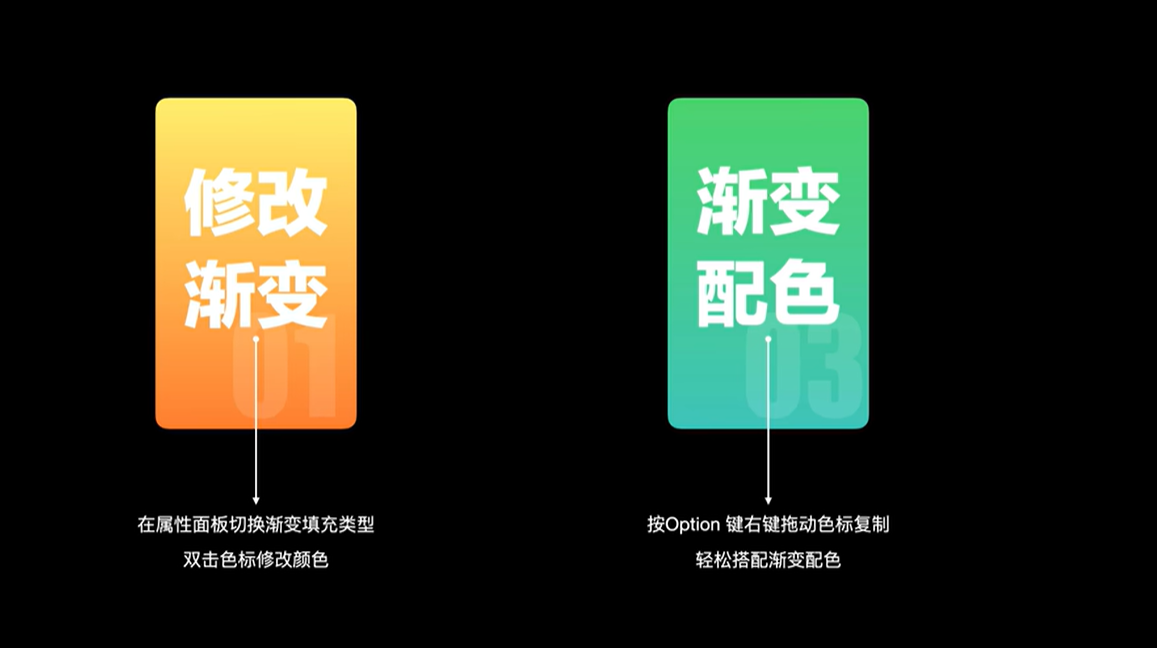 修改
渐变
01
在属性面板切换渐变填充类型
双击色标修改颜色
渐变
配色
03
按Option 键右键拖动色标复制
轻松搭配渐变配色